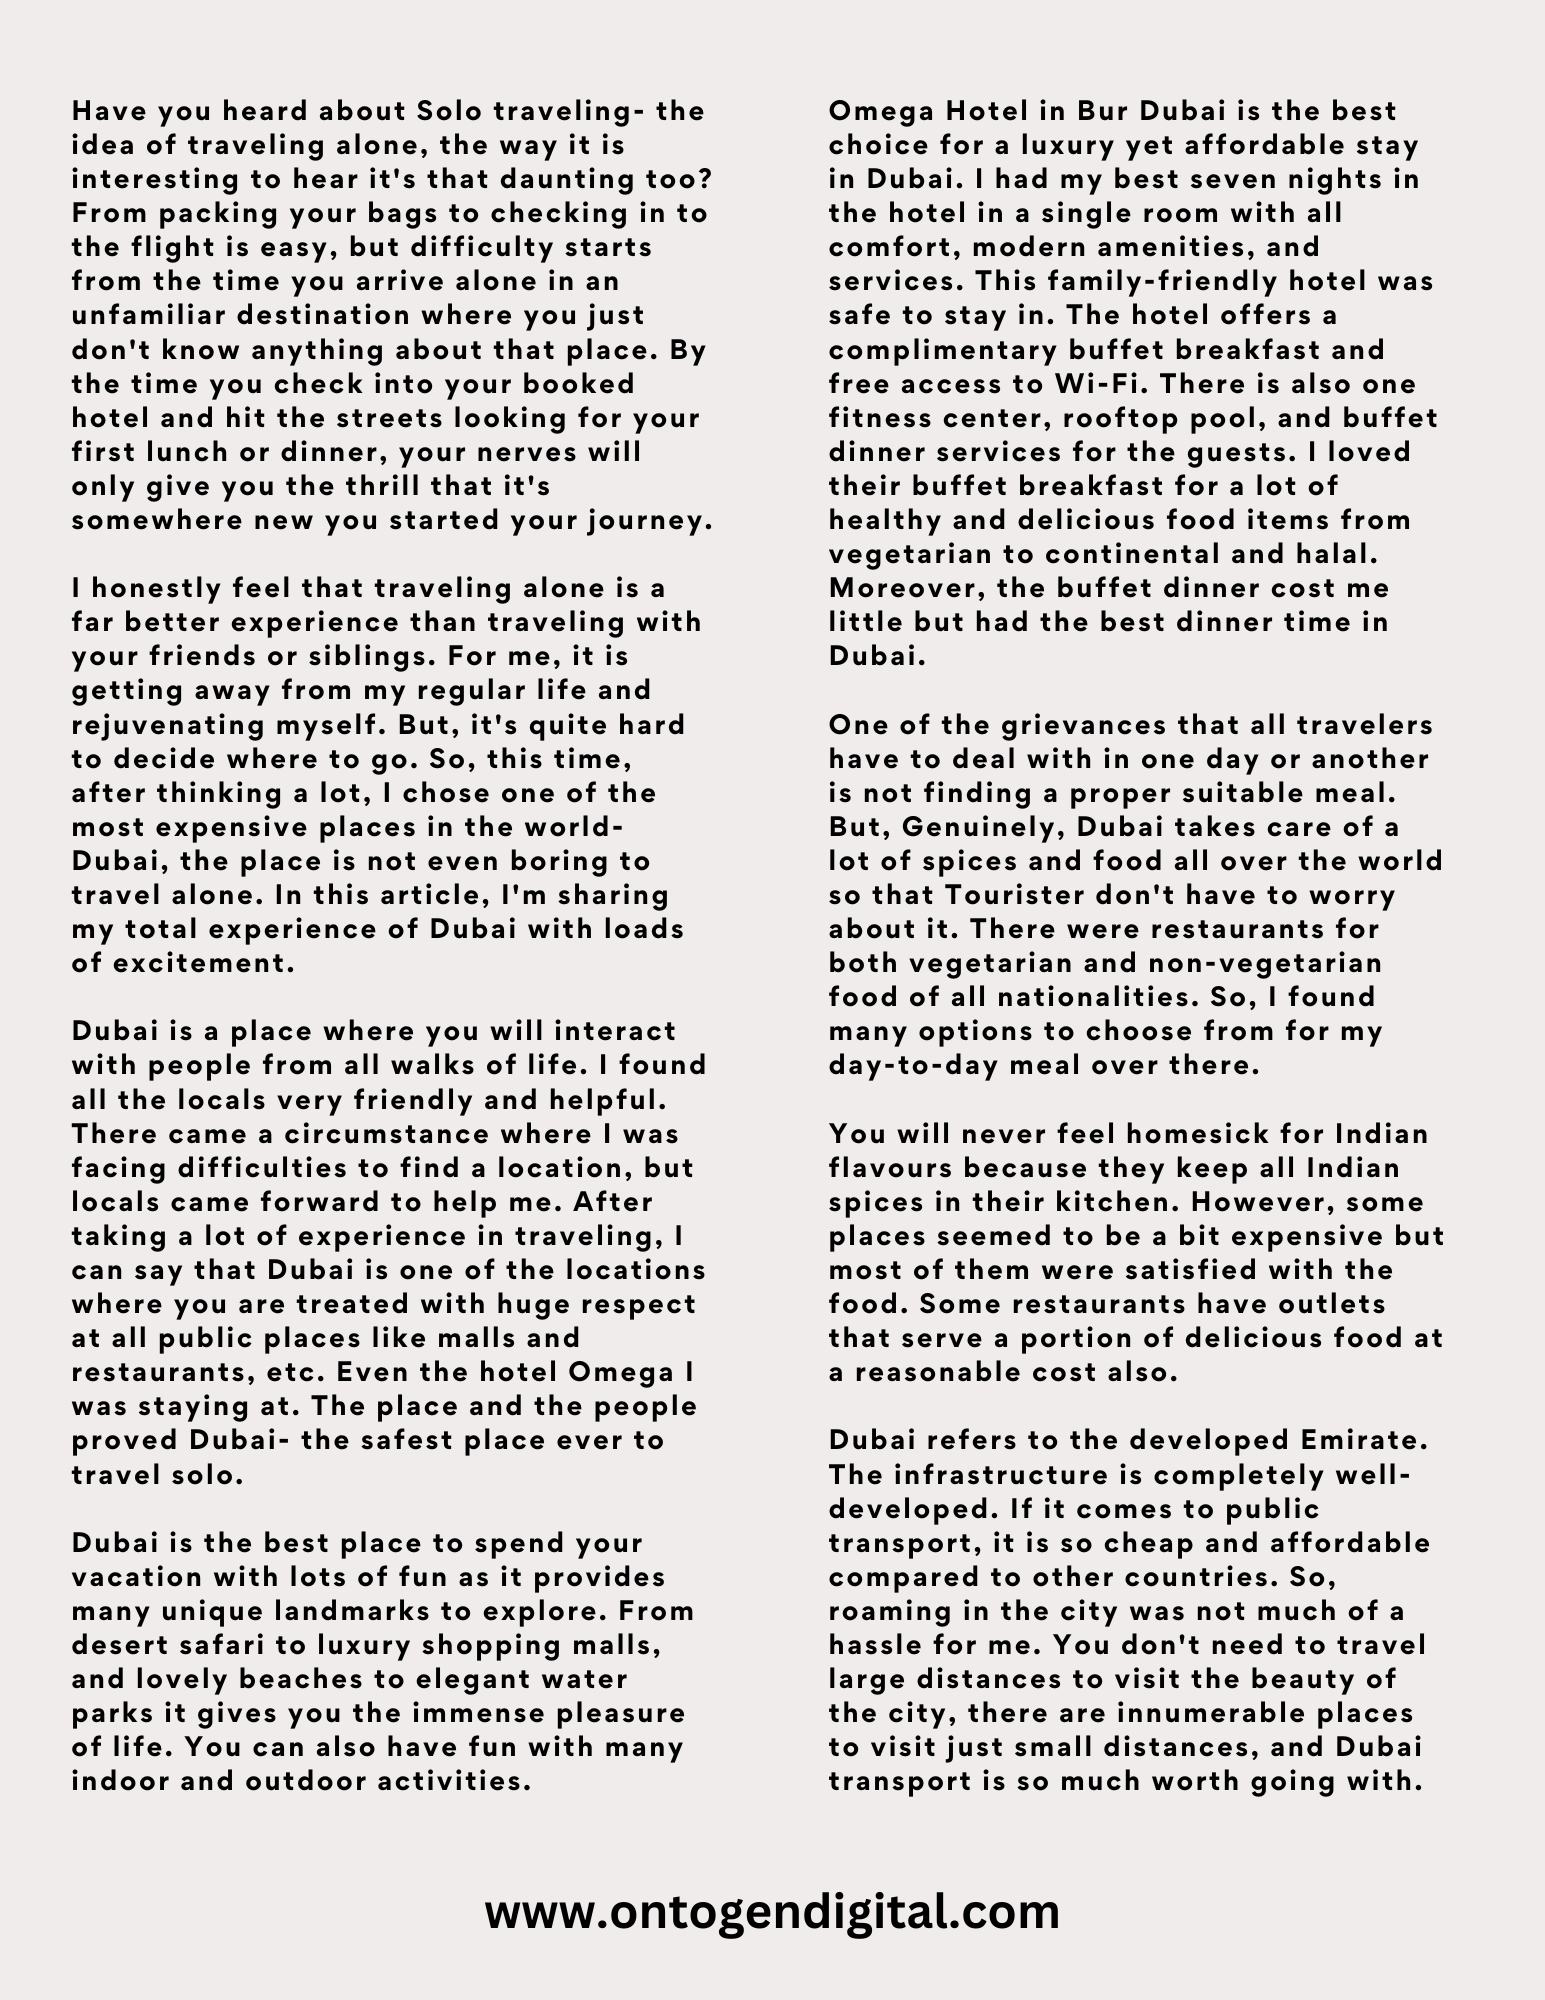 Have you heard about Solo traveling- the
idea of traveling alone, the way it is
interesting to hear it's that daunting too?
From packing your bags to checking in to
the flight is easy, but difficulty starts
from the time you arrive alone in an
unfamiliar destination where you just
don't know anything about that place. By
the time you check into your booked
hotel and hit the streets looking for your
first lunch or dinner, your nerves will
only give you the thrill that it's
somewhere new you started your journey.
I honestly feel that traveling alone is a
far better experience than traveling with
your friends or siblings. For me, it is
getting away from my regular life and
rejuvenating myself. But, it's quite hard
to decide where to go. So, this time,
after thinking a lot, I chose one of the
most expensive places in the world-
Dubai, the place is not even boring to
travel alone. In this article, I'm sharing
my total experience of Dubai with loads
of excitement.
Dubai is a place where you will interact
with people from all walks of life. I found
all the locals very friendly and helpful.
There came a circumstance where I was
facing difficulties to find a location, but
locals came forward to help me. After
taking a lot of experience in traveling, I
can say that Dubai is one of the locations
where you are treated with huge respect
at all public places like malls and
restaurants, etc. Even the hotel Omega I
was staying at. The place and the people
proved Dubai- the safest place ever to
travel solo.
Dubai is the best place to spend your
vacation with lots of fun as it provides
many unique landmarks to explore. From
desert safari to luxury shopping malls,
and lovely beaches to elegant water
parks it gives you the immense pleasure
of life. You can also have fun with many
indoor and outdoor activities.
Omega Hotel in Bur Dubai is the best
choice for a luxury yet affordable stay
in Dubai. I had my best seven nights in
the hotel in a single room with all
comfort, modern amenities, and
services. This family-friendly hotel was
safe to stay in. The hotel offers a
complimentary buffet breakfast and
free access to Wi-Fi. There is also one
fitness center, rooftop pool, and buffet
dinner services for the guests. I loved
their buffet breakfast for a lot of
healthy and delicious food items from
vegetarian to continental and halal.
Moreover, the buffet dinner cost me
little but had the best dinner time in
Dubai.
One of the grievances that all travelers
have to deal with in one day or another
is not finding a proper suitable meal.
But, Genuinely, Dubai takes care of a
lot of spices and food all over the world
so that Tourister don't have to worry
about it. There were restaurants for
both vegetarian and non-vegetarian
food of all nationalities. So, I found
many options to choose from for my
day-to-day meal over there.
You will never feel homesick for Indian
flavours because they keep all Indian
spices in their kitchen. However, some
places seemed to be a bit expensive but
most of them were satisfied with the
food. Some restaurants have outlets
that serve a portion of delicious food at
a reasonable cost also.
Dubai refers to the developed Emirate.
The infrastructure is completely well-
developed. If it comes to public
transport, it is so cheap and affordable
compared to other countries. So,
roaming in the city was not much of a
hassle for me. You don't need to travel
large distances to visit the beauty of
the city, there are innumerable places
to visit just small distances, and Dubai
transport is so much worth going with.
www.ontogendigital.com